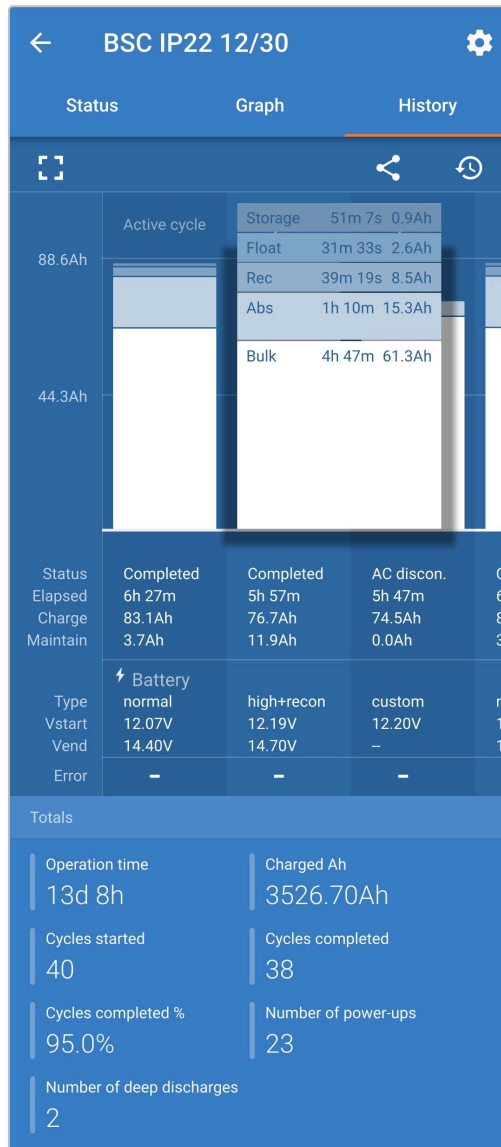 BSC IP22 12/30
Status Graph History
Active cycle
88.6Ah
44.3Ah
Storage 51m 7s 0.9Ah
Float 31m 33s 2.6Ah
Rec 39m 19s 8.5Ah
Abs 1h 10m 15.3Ah
Bulk 4h 47m 61.3Ah
Status Completed Completed AC discon.
Elapsed 6h 27m 5h 57m 5h 47m
Charge 83.1Ah 76.7Ah 74.5Ah
Maintain 3.7Ah 11.9Ah 0.0Ah
Battery
Type normal high+recon custom
Vstart 12.07V 12.19V 12.20V
Vend 14.40V 14.70V --
Error – – –
Totals
Operation time Charged Ah
13d 8h 3526.70Ah
Cycles started Cycles completed
40 38
Cycles completed % Number of power-ups
95.0% 23
Number of deep discharges
2